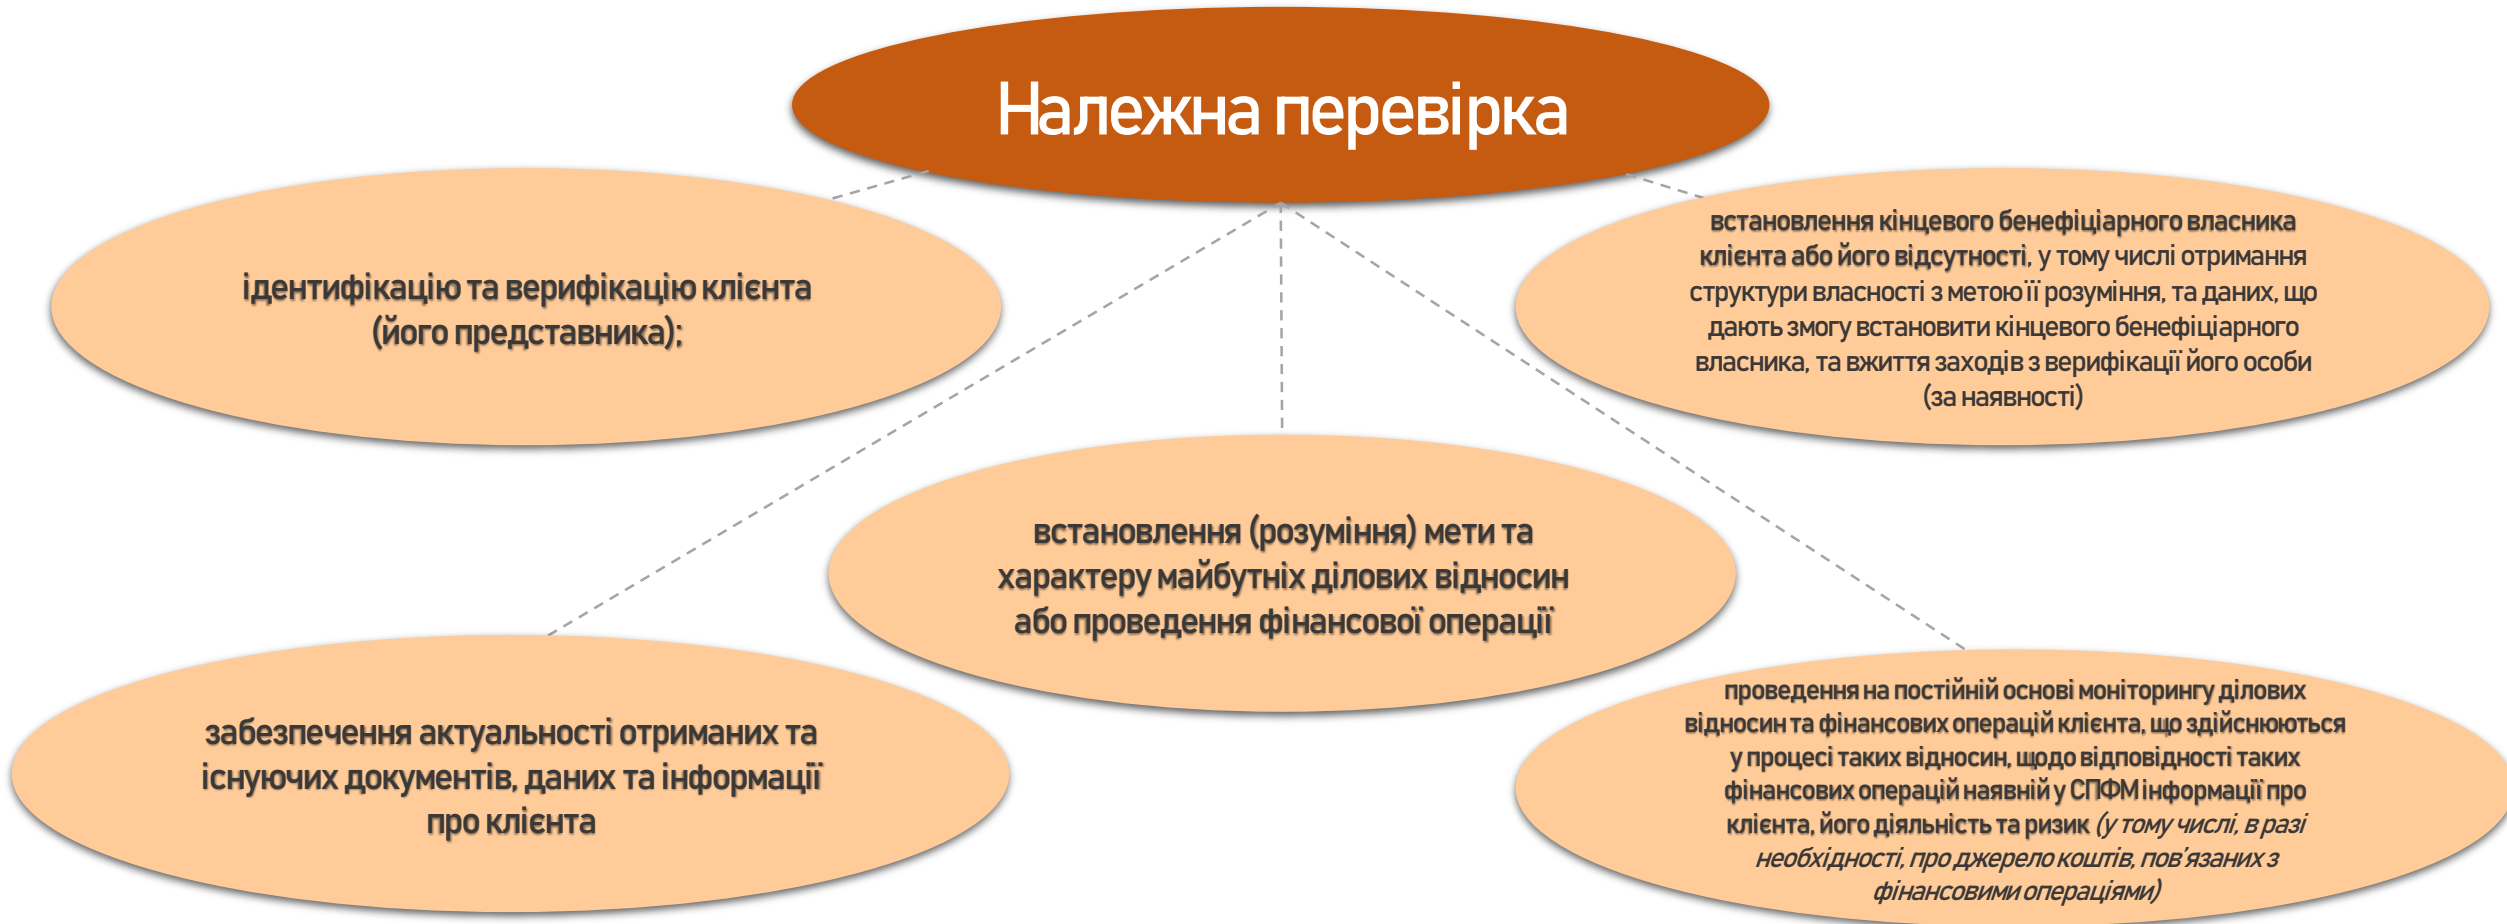 Належна перевірка
ідентифікацію та верифікацію клієнта
(його представника);
встановлення кінцевого бенефіціарного власника
клієнта або його відсутності, у тому числі отримання
структури власності з метою її розуміння, та даних, що
дають змогу встановити кінцевого бенефіціарного
власника, та вжиття заходів з верифікації його особи
(за наявності)
встановлення (розуміння) мети та
характеру майбутніх ділових відносин
або проведення фінансової операції
забезпечення актуальності отриманих та
існуючих документів, даних та інформації
про клієнта
проведення на постійній основі моніторингу ділових
відносин та фінансових операцій клієнта, що здійснюються
у процесі таких відносин, щодо відповідності таких
фінансових операцій наявній у СПФМ інформації про
клієнта, його діяльність та ризик (у тому числі, в разі
необхідності, про джерело коштів, пов’язаних з
фінансовими операціями)